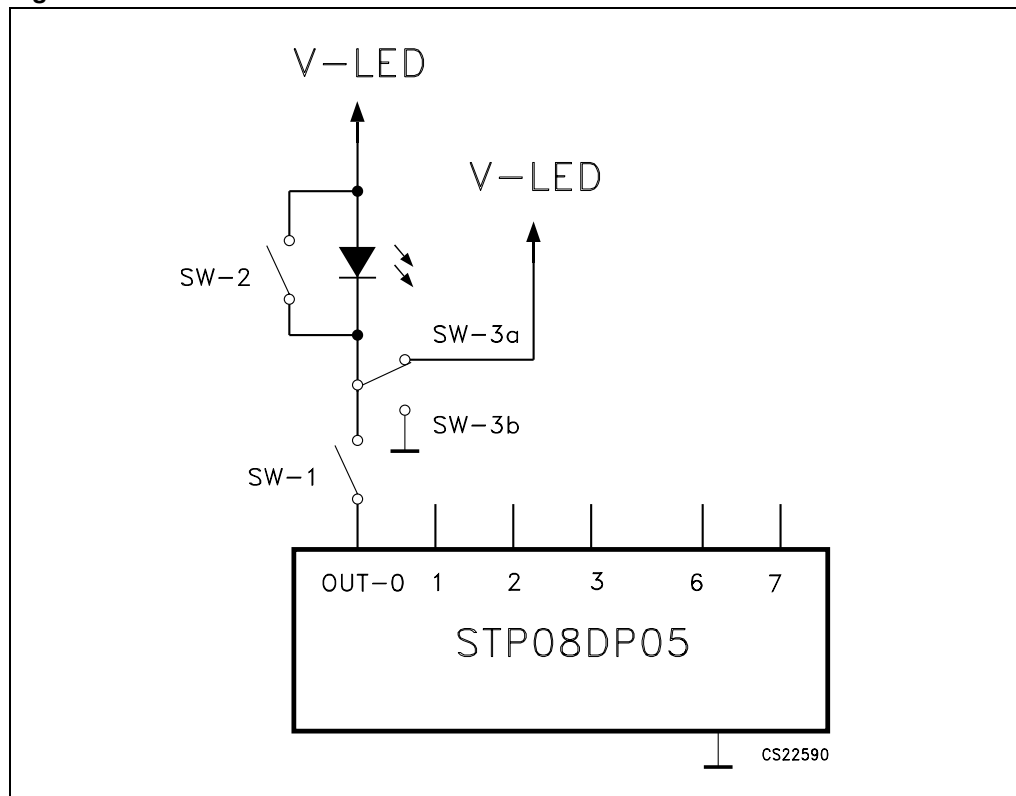 V-LED
V-LED
SW-2
SW-3a
SW-3b
SW-1
OUT-0 1 2 3 6 7
STP08DP05
CS22590